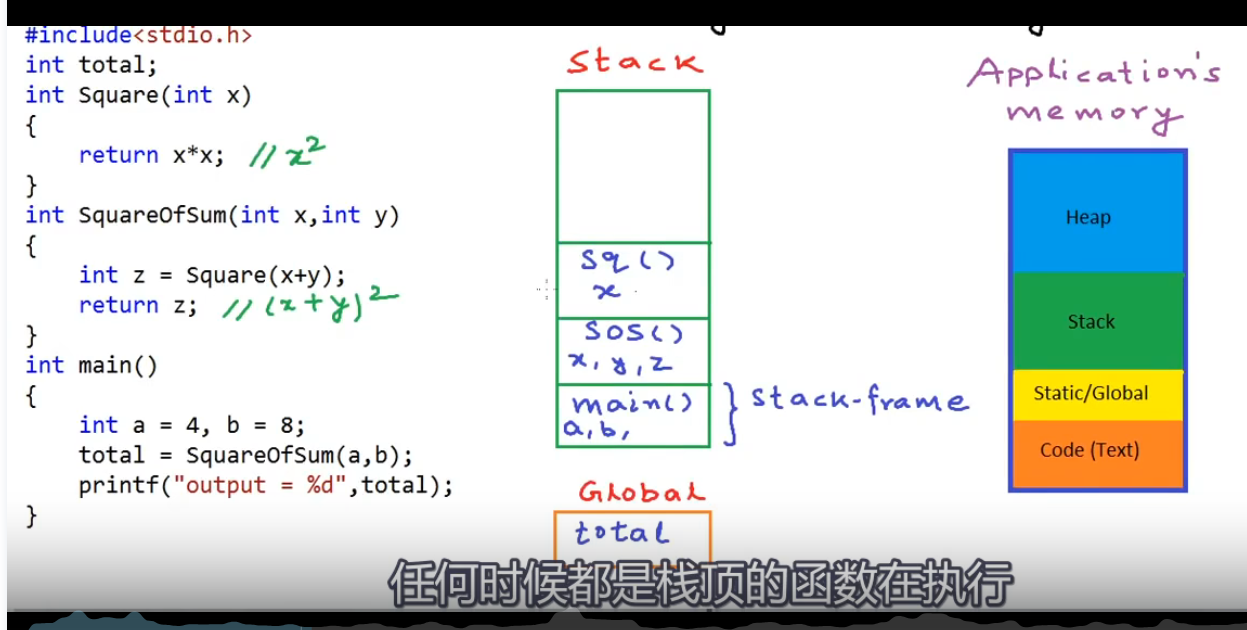 #include<stdio.h>
int total;
int Square(int x)
{
return x*x; //x²
}
int SquareOfSum(int x,int y)
{
int z = Square(x+y);
return z; //(x+y)²
}
int main()
{
int a = 4, b = 8;
total = SquareOfSum(a,b);
printf("output = %d",total);
}
Stack
Sq()
x
SOS()
x, y, z
main()
a, b,
stack-frame
Global
total
Application's
memory
Heap
Stack
Static/Global
Code (Text)
任何时候都是栈顶的函数在执行